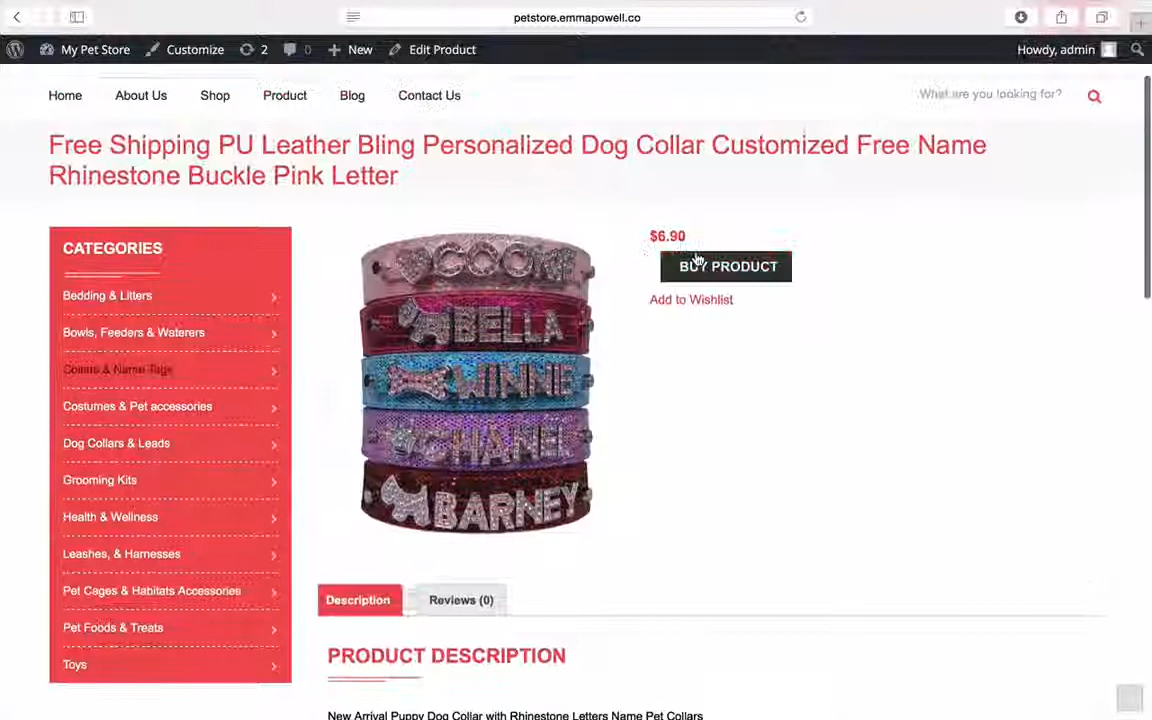 petstore.emmapowell.co
My Pet Store Customize 2 0 New Edit Product Howdy, admin
Home About Us Shop Product Blog Contact Us What are you looking for?
Free Shipping PU Leather Bling Personalized Dog Collar Customized Free Name
Rhinestone Buckle Pink Letter
CATEGORIES
Bedding & Litters
Bowls, Feeders & Waterers
Collars & Name Tags
Costumes & Pet accessories
Dog Collars & Leads
Grooming Kits
Health & Wellness
Leashes, & Harnesses
Pet Cages & Habitats Accessories
Pet Foods & Treats
Toys
BELLA
WINNIE
HANEL
BARNEY
$6.90
BUY PRODUCT
Add to Wishlist
Description Reviews (0)
PRODUCT DESCRIPTION
New Arrival Puppy Dog Collar with Rhinestone Letters Name Pet Collars